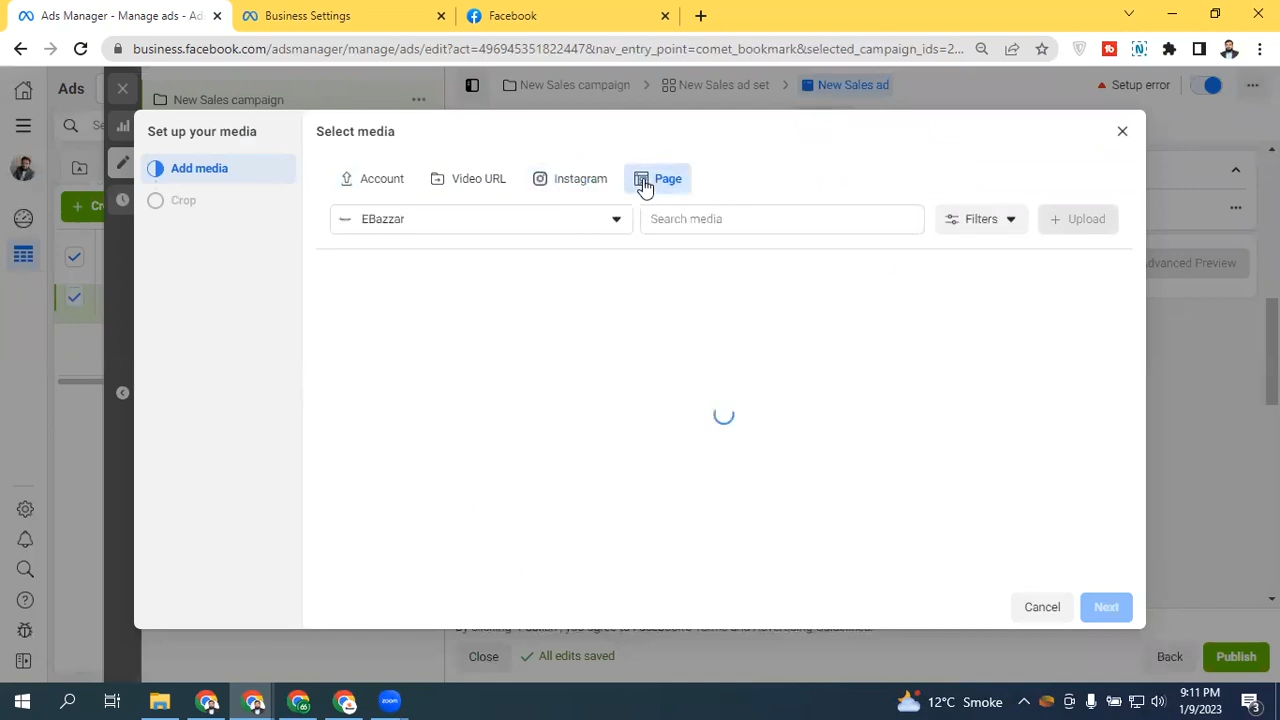 Ads Manager - Manage ads - Ad
Business Settings
Facebook
business.facebook.com/adsmanager/manage/ads/edit?act=496945351822447&nav_entry_point=comet_bookmark&selected_campaign_ids=2...
Ads
New Sales campaign
New Sales campaign
New Sales ad set
New Sales ad
Setup error
Set up your media
Select media
Add media
Crop
Account
Video URL
Instagram
Page
EBazzar
Search media
Filters
Upload
Advanced Preview
Cancel
Next
Close
All edits saved
Back
Publish
zoom
12°C Smoke
9:11 PM
1/9/2023
3